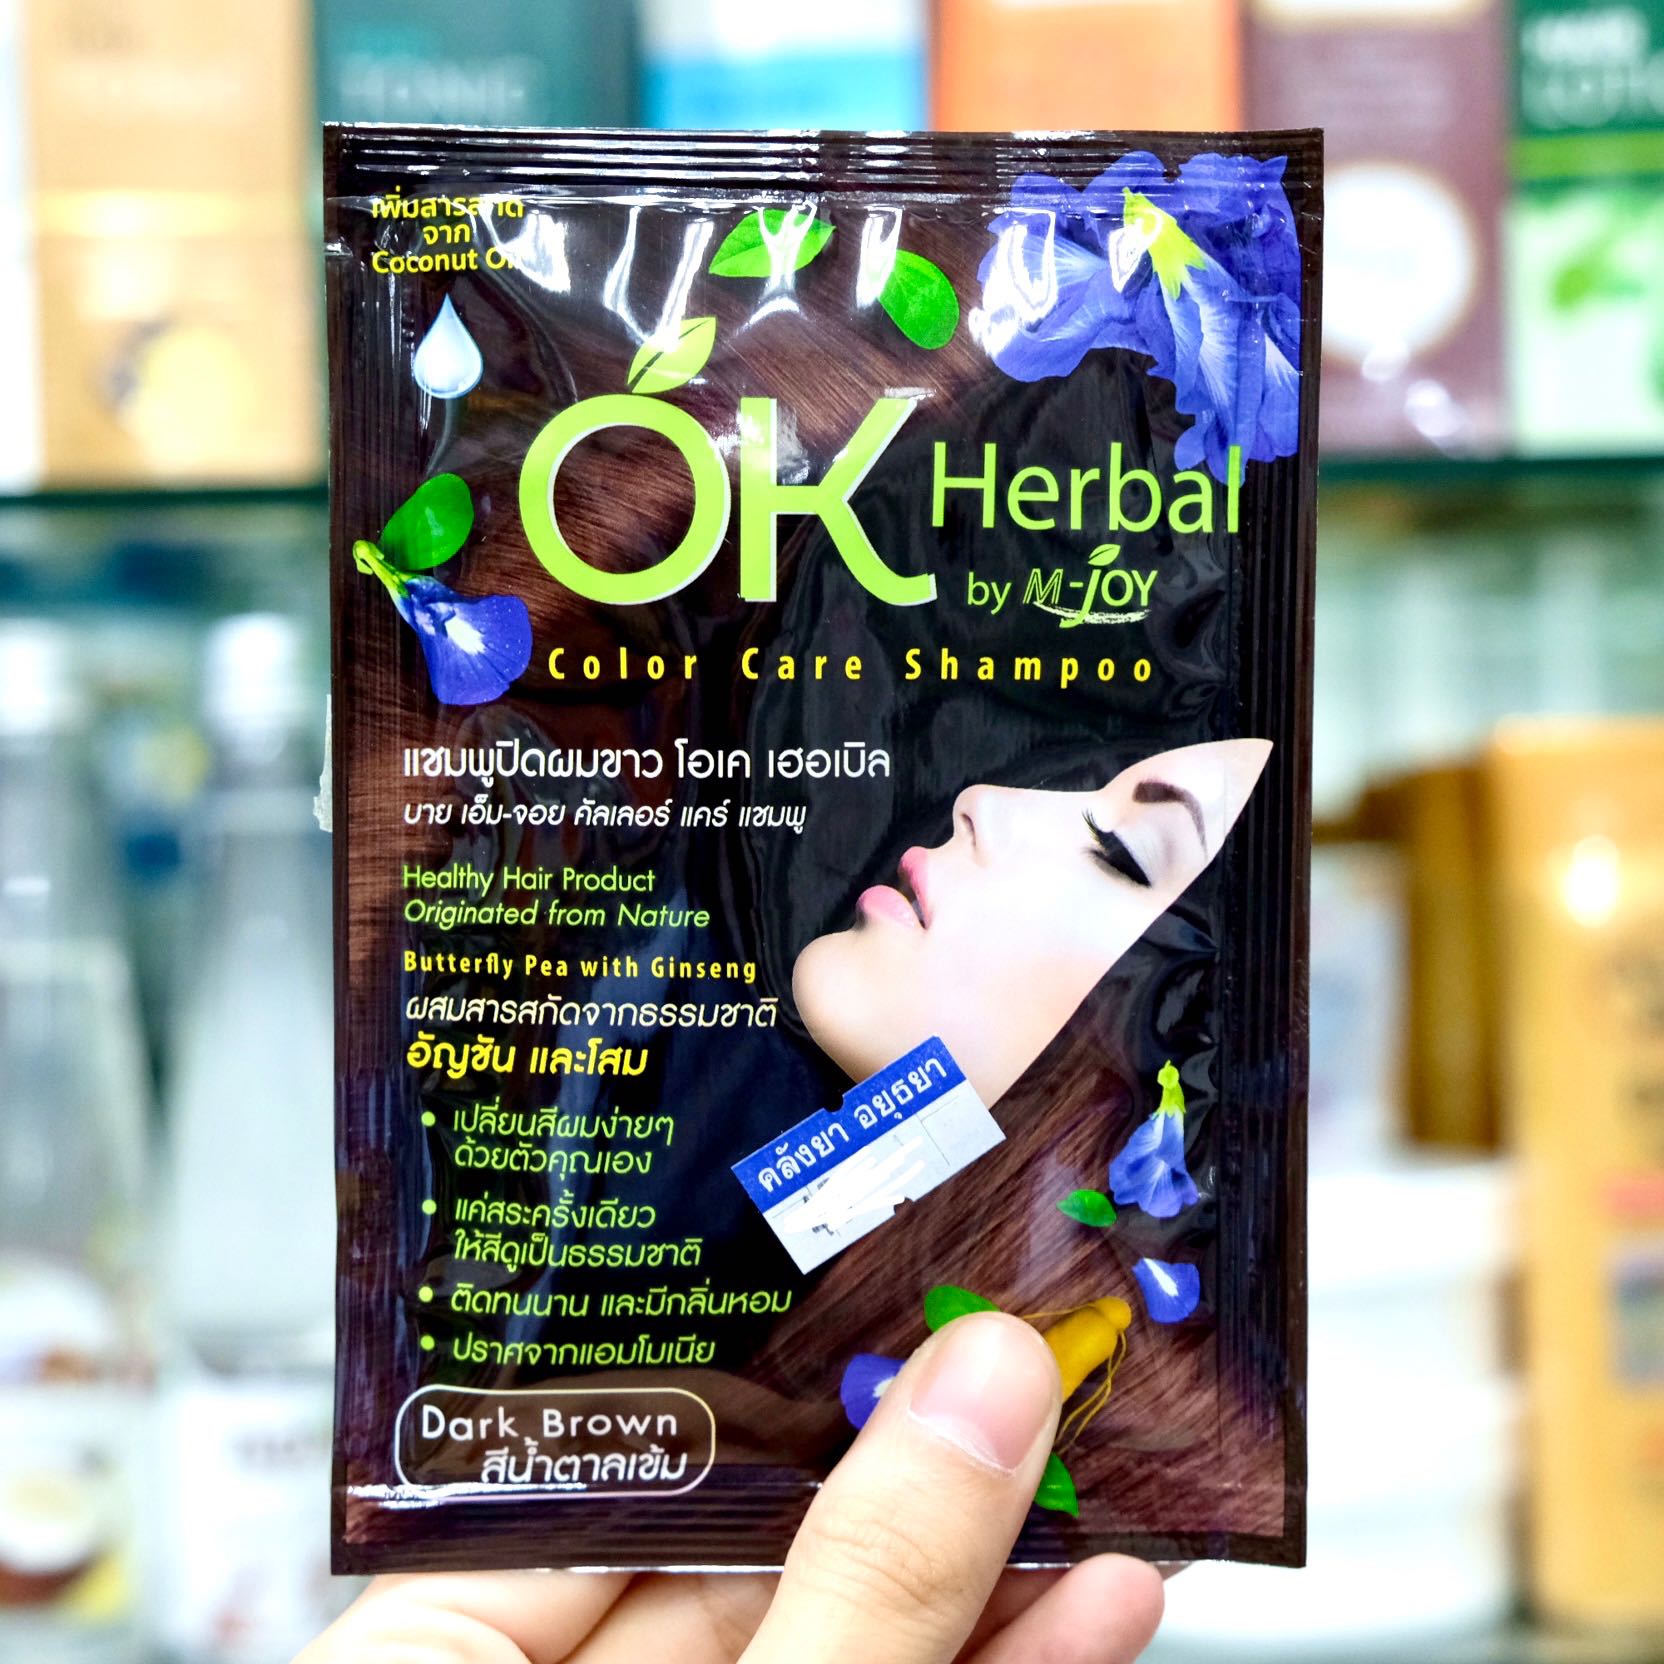 เพิ่มสารสกัด
จาก
Coconut Oil
OK Herbal
by M-JOY
Color Care Shampoo
แชมพูปิดผมขาว โอเค เฮอเบิล
บาย เอ็ม-จอย คัลเลอร์ แคร์ แชมพู
Healthy Hair Product
Originated from Nature
Butterfly Pea with Ginseng
ผสมสารสกัดจากธรรมชาติ
อัญชัน และโสม
• เปลี่ยนสีผมง่ายๆ
ด้วยตัวคุณเอง
• แค่สระครั้งเดียว
ให้สีดูเป็นธรรมชาติ
• ติดทนนาน และมีกลิ่นหอม
• ปราศจากแอมโมเนีย
คลังยา อยุธยา
Dark Brown
สีน้ำตาลเข้ม